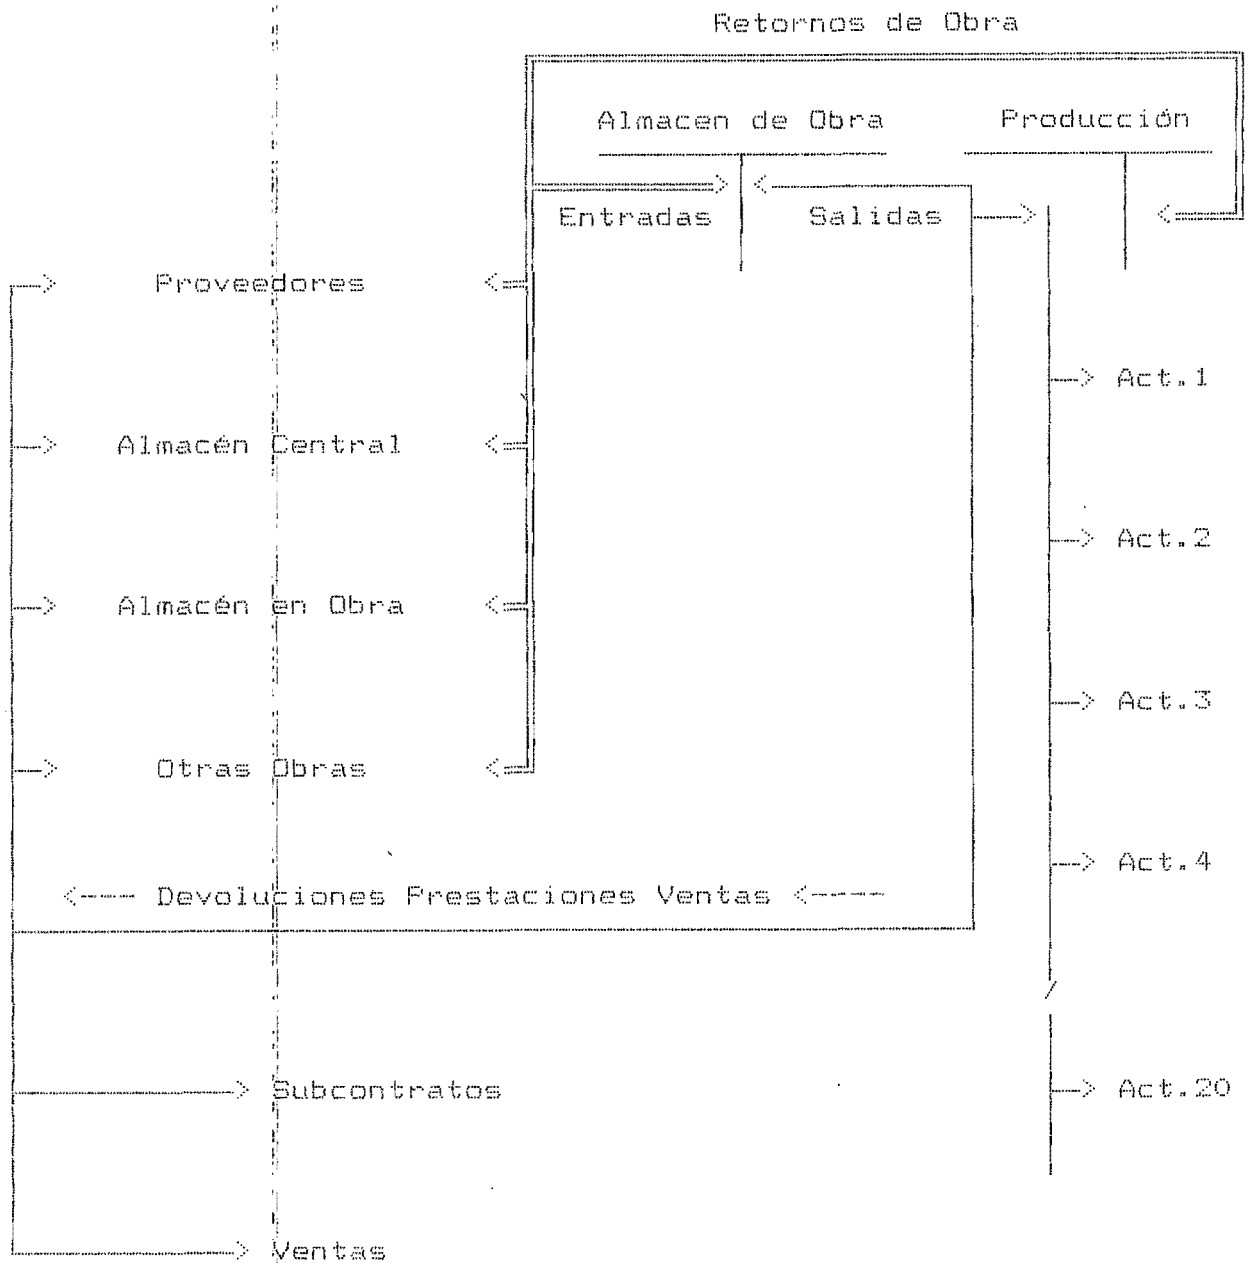 Retornos de Obra
Almacen de Obra Producción
Entradas Salidas
Proveedores
Act.1
Almacén Central
Act.2
Almacén en Obra
Act.3
Otras Obras
Act.4
<---- Devoluciones Prestaciones Ventas <----
Subcontratos Act.20
Ventas